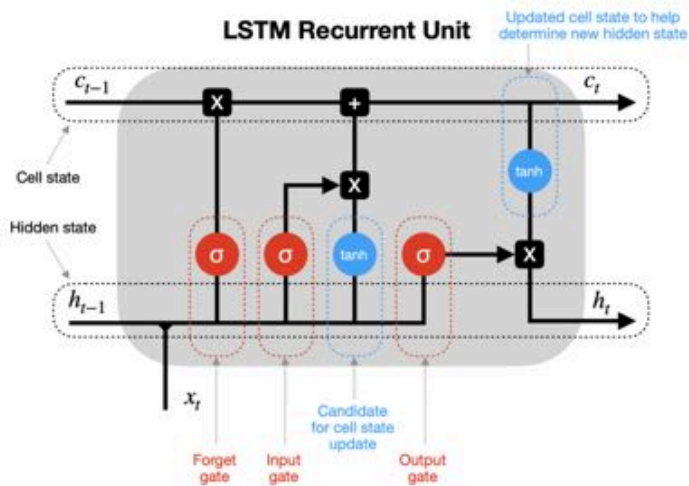 LSTM Recurrent Unit
Updated cell state to help
determine new hidden state
c_{t-1}
c_t
X
+
Cell state
X
tanh
Hidden state
σ
σ
tanh
σ
X
h_{t-1}
h_t
x_t
Candidate
for cell state
update
Forget
gate
Input
gate
Output
gate